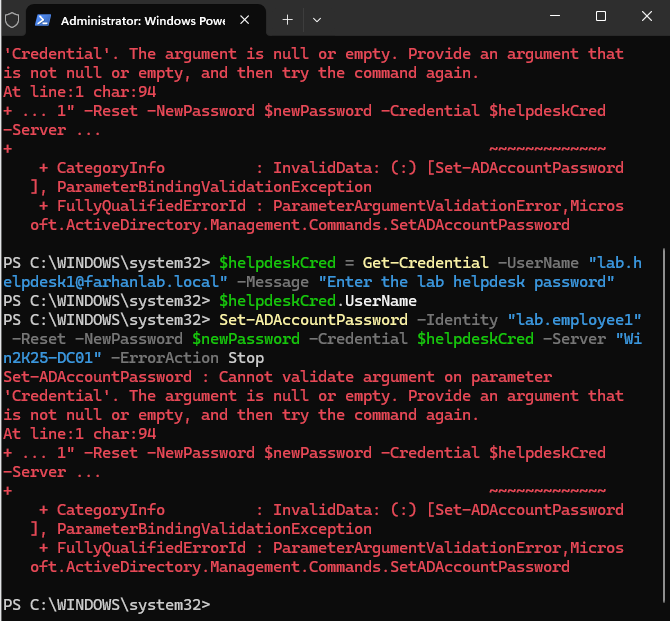 Administrator: Windows Powe
'Credential'. The argument is null or empty. Provide an argument that
is not null or empty, and then try the command again.
At line:1 char:94
+ ... 1" -Reset -NewPassword $newPassword -Credential $helpdeskCred
-Server ...
+                                                      ~~~~~~~~~~~~~
    + CategoryInfo          : InvalidData: (:) [Set-ADAccountPassword
   ], ParameterBindingValidationException
    + FullyQualifiedErrorId : ParameterArgumentValidationError,Micros
   oft.ActiveDirectory.Management.Commands.SetADAccountPassword
PS C:\WINDOWS\system32> $helpdeskCred = Get-Credential -UserName "lab.h
elpdesk1@farhanlab.local" -Message "Enter the lab helpdesk password"
PS C:\WINDOWS\system32> $helpdeskCred.UserName
PS C:\WINDOWS\system32> Set-ADAccountPassword -Identity "lab.employee1"
 -Reset -NewPassword $newPassword -Credential $helpdeskCred -Server "Wi
n2K25-DC01" -ErrorAction Stop
Set-ADAccountPassword : Cannot validate argument on parameter
'Credential'. The argument is null or empty. Provide an argument that
is not null or empty, and then try the command again.
At line:1 char:94
+ ... 1" -Reset -NewPassword $newPassword -Credential $helpdeskCred
-Server ...
+                                                      ~~~~~~~~~~~~~
    + CategoryInfo          : InvalidData: (:) [Set-ADAccountPassword
   ], ParameterBindingValidationException
    + FullyQualifiedErrorId : ParameterArgumentValidationError,Micros
   oft.ActiveDirectory.Management.Commands.SetADAccountPassword
PS C:\WINDOWS\system32>